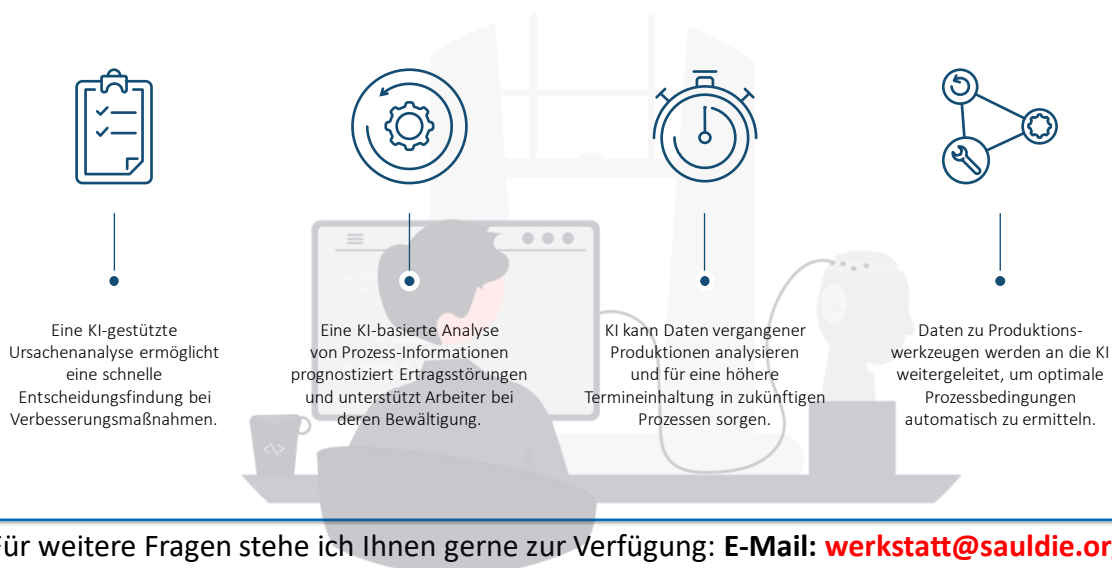 Eine KI-gestützte
Ursachenanalyse ermöglicht
eine schnelle
Entscheidungsfindung bei
Verbesserungsmaßnahmen.
Eine KI-basierte Analyse
von Prozess-Informationen
prognostiziert Ertragsstörungen
und unterstützt Arbeiter bei
deren Bewältigung.
KI kann Daten vergangener
Produktionen analysieren
und für eine höhere
Termineinhaltung in zukünftigen
Prozessen sorgen.
Daten zu Produktions-
werkzeugen werden an die KI
weitergeleitet, um optimale
Prozessbedingungen
automatisch zu ermitteln.
</>
Für weitere Fragen stehe ich Ihnen gerne zur Verfügung: E-Mail: werkstatt@sauldie.or